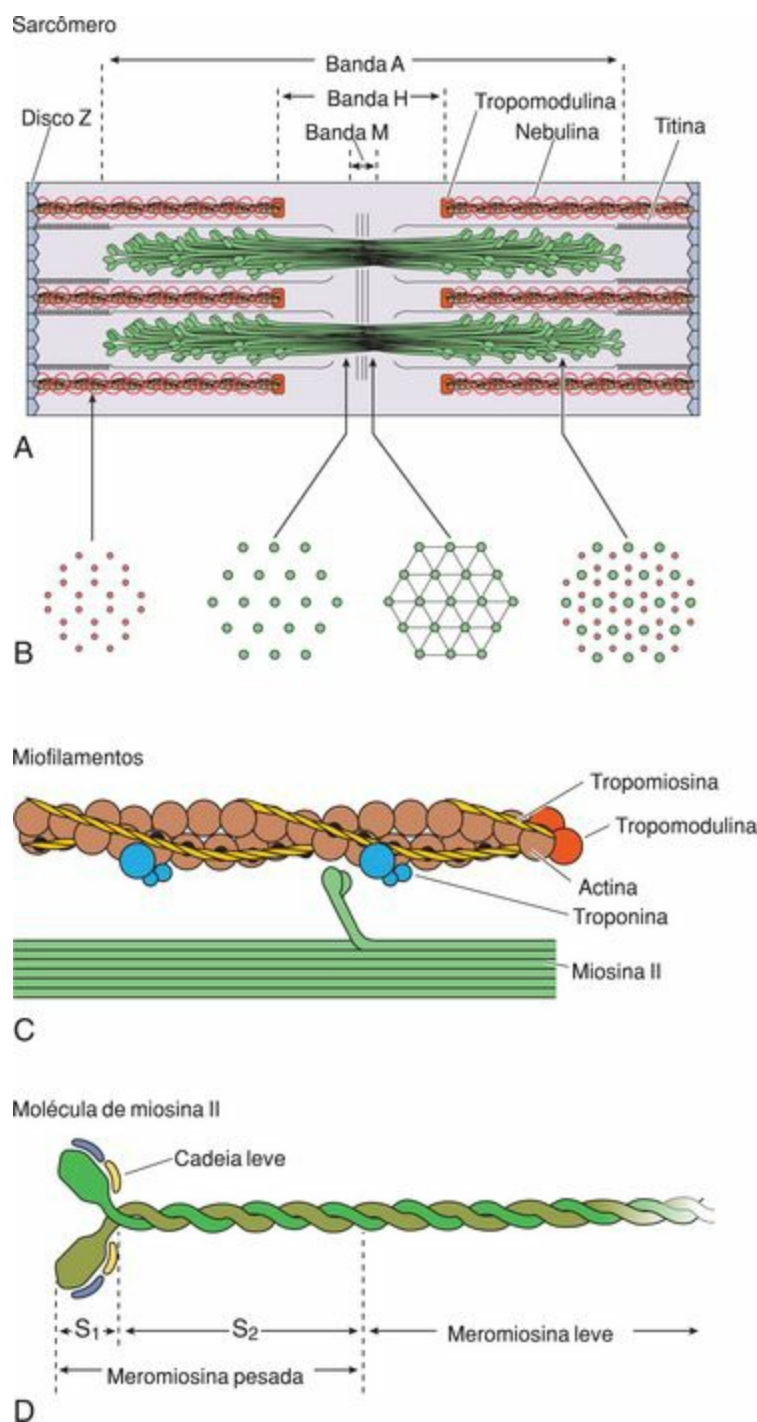 Sarcômero
Banda A
Banda H
Banda M
Disco Z
Tropomodulina
Nebulina
Titina
A
B
Miofilamentos
Tropomiosina
Tropomodulina
Actina
Troponina
Miosina II
C
Molécula de miosina II
Cadeia leve
S1
S2
Meromiosina leve
Meromiosina pesada
D